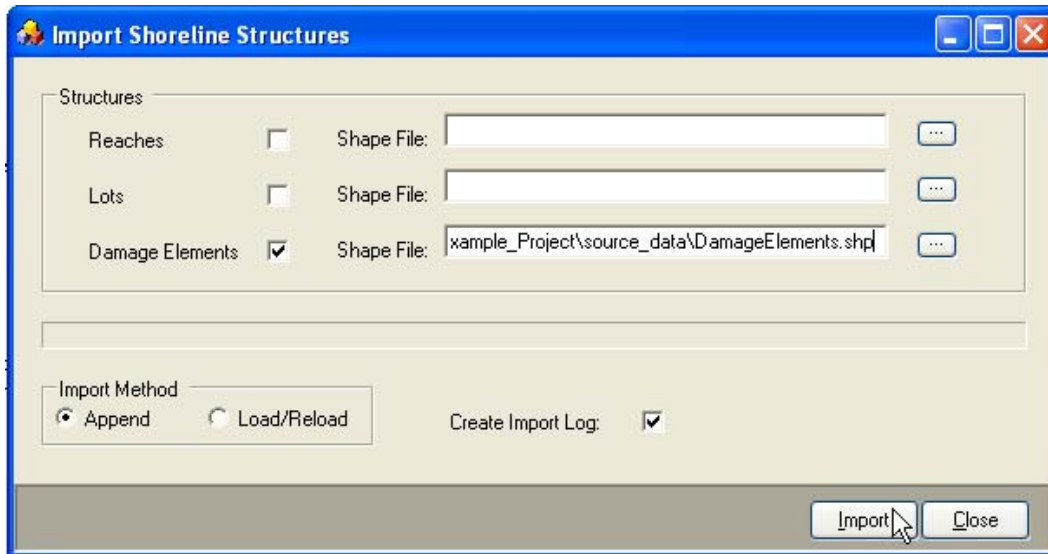 Import Shoreline Structures
Structures
Reaches Shape File: ...
Lots Shape File: ...
Damage Elements Shape File: xample_Project\source_data\DamageElements.shp ...
Import Method
Append Load/Reload Create Import Log:
Import Close